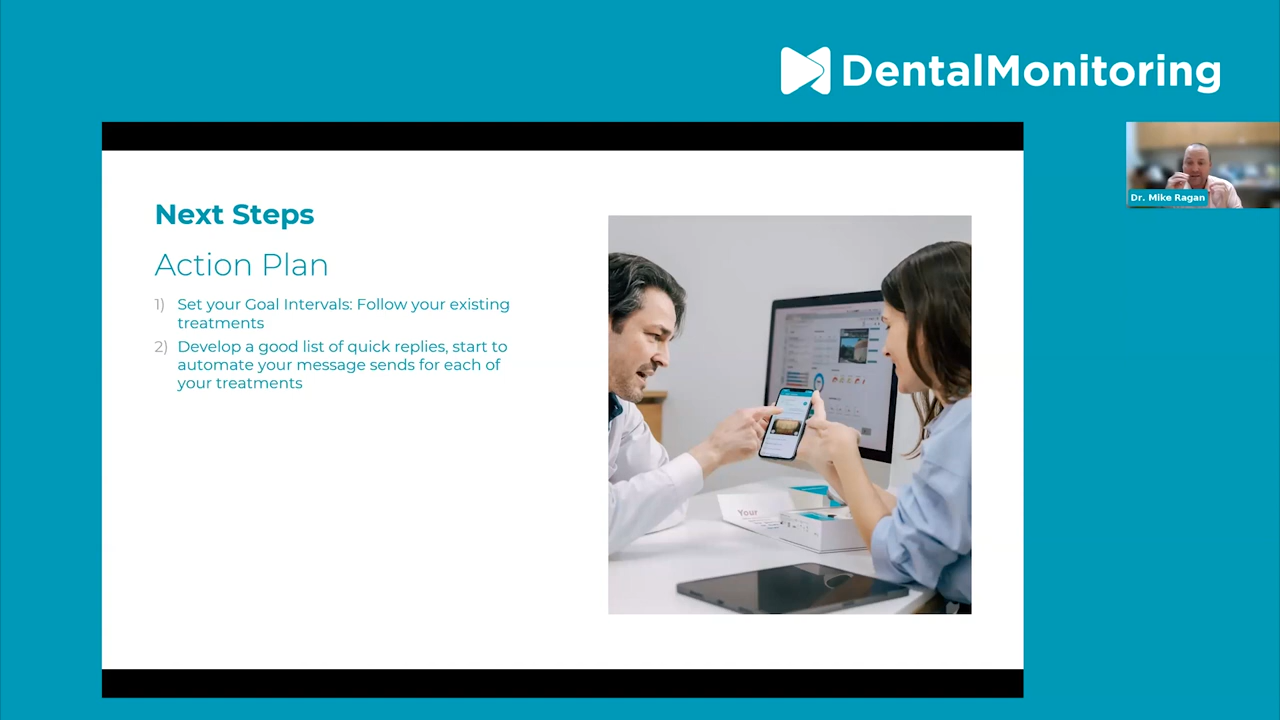 DentalMonitoring
Next Steps
Action Plan
1) Set your Goal Intervals: Follow your existing
treatments
2) Develop a good list of quick replies, start to
automate your message sends for each of
your treatments
Your
Dr. Mike Ragan